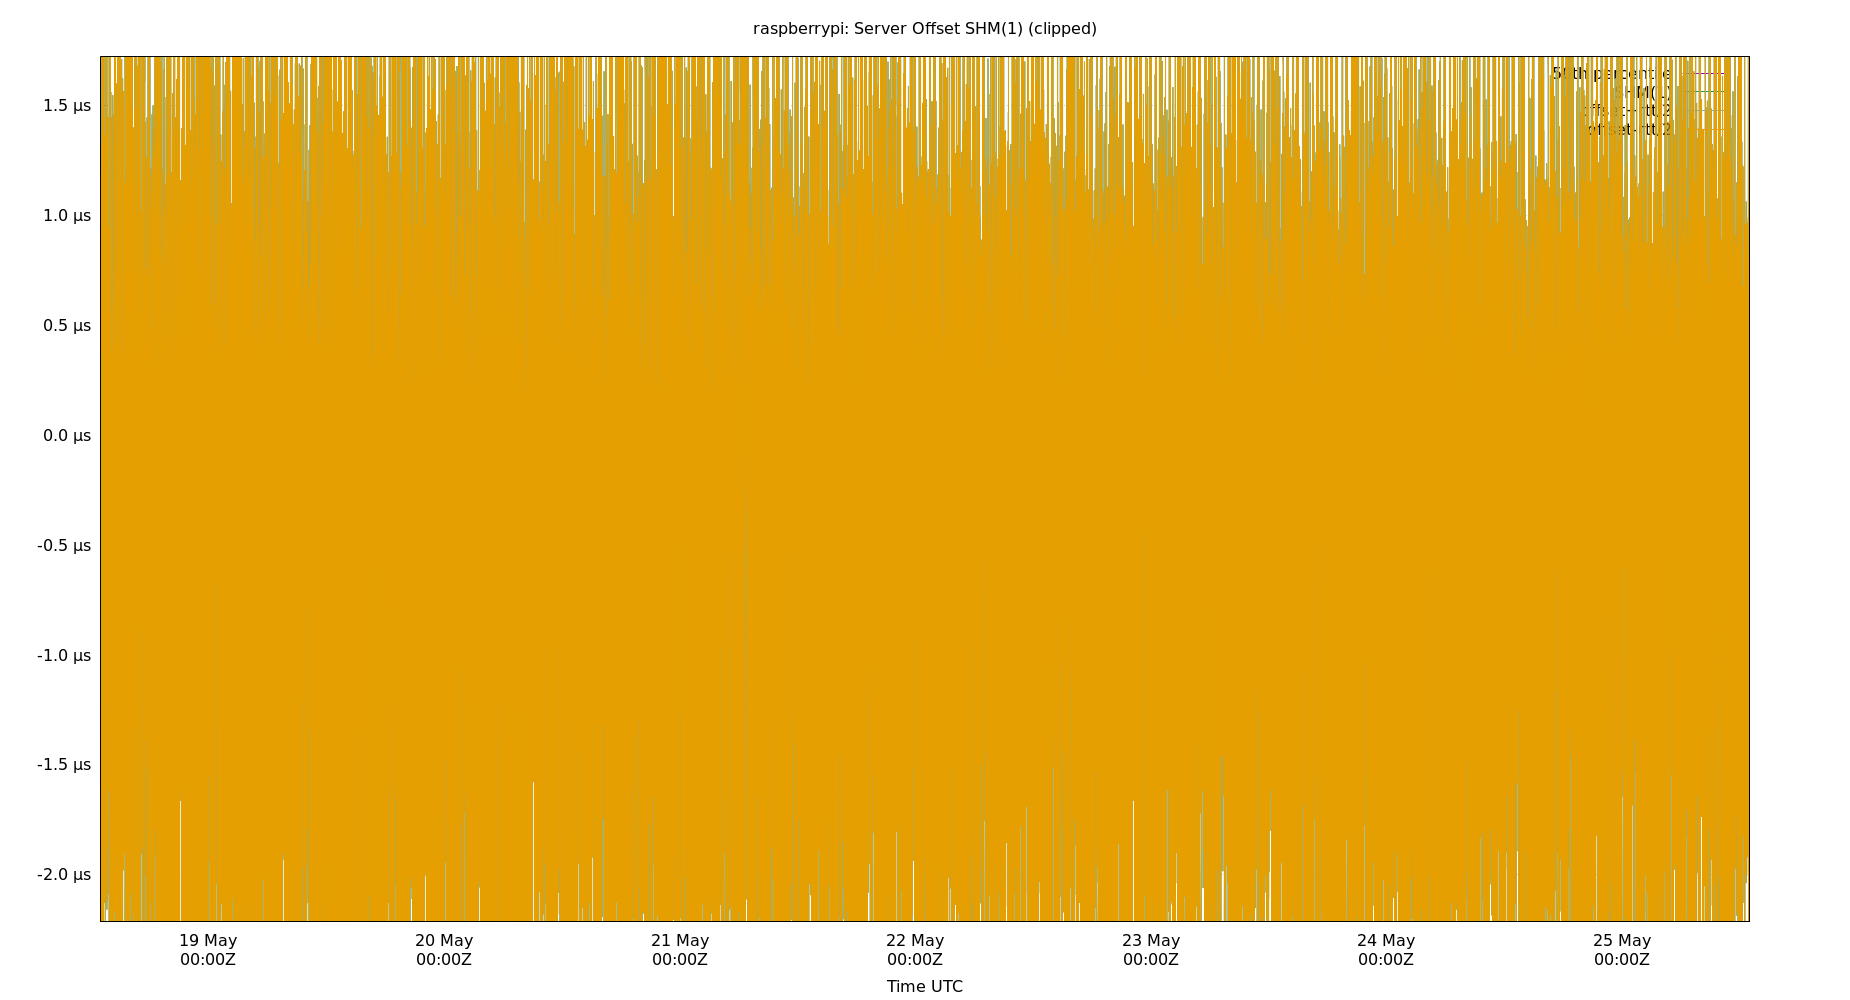 raspberrypi: Server Offset SHM(1) (clipped)
1.5 µs
1.0 µs
0.5 µs
0.0 µs
-0.5 µs
-1.0 µs
-1.5 µs
-2.0 µs
19 May
00:00Z
20 May
00:00Z
21 May
00:00Z
22 May
00:00Z
23 May
00:00Z
24 May
00:00Z
25 May
00:00Z
Time UTC